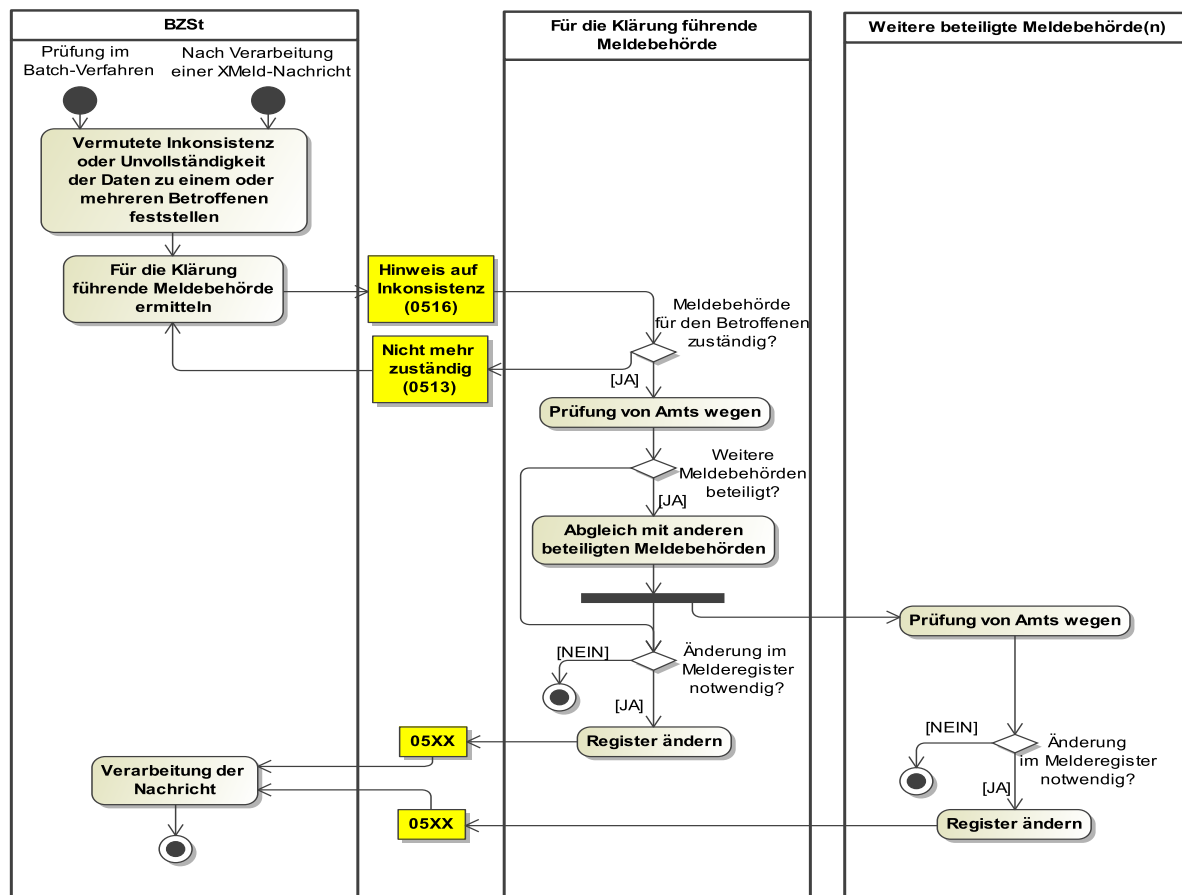 BZSt
Für die Klärung führende
Meldebehörde
Weitere beteiligte Meldebehörde(n)
Prüfung im
Batch-Verfahren
Nach Verarbeitung
einer XMeld-Nachricht
Vermutete Inkonsistenz
oder Unvollständigkeit
der Daten zu einem oder
mehreren Betroffenen
feststellen
Für die Klärung
führende Meldebehörde
ermitteln
Hinweis auf
Inkonsistenz
(0516)
Meldebehörde
für den Betroffenen
zuständig?
Nicht mehr
zuständig
(0513)
[JA]
Prüfung von Amts wegen
Weitere
Meldebehörden
beteiligt?
[JA]
Abgleich mit anderen
beteiligten Meldebehörden
Prüfung von Amts wegen
[NEIN]
Änderung im
Melderegister
notwendig?
[JA]
Register ändern
05XX
[NEIN]
Änderung
im Melderegister
notwendig?
[JA]
Verarbeitung der
Nachricht
05XX
Register ändern